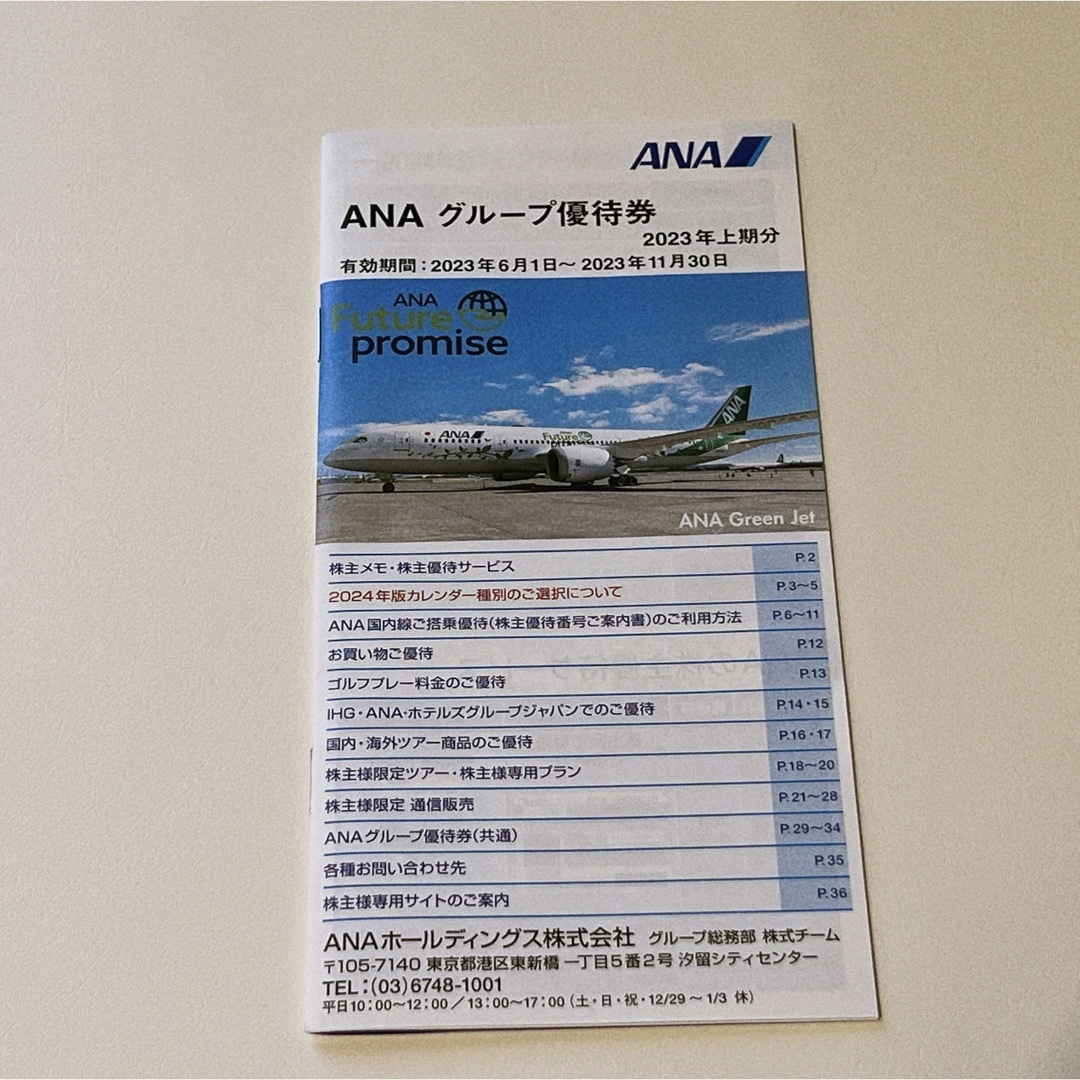 ANA
ANA グループ優待券
2023年上期分
有効期間：2023年6月1日～2023年11月30日
ANA
Future
promise
ANA
ANA
Future
ANA Green Jet
株主メモ・株主優待サービス P.2
2024年版カレンダー種別のご選択について P.3～5
ANA国内線ご搭乗優待(株主優待番号ご案内書)のご利用方法 P.6～11
お買い物ご優待 P.12
ゴルフプレー料金のご優待 P.13
IHG・ANA・ホテルズグループジャパンでのご優待 P.14・15
国内・海外ツアー商品のご優待 P.16・17
株主様限定ツアー・株主様専用プラン P.18～20
株主様限定 通信販売 P.21～28
ANAグループ優待券(共通) P.29～34
各種お問い合わせ先 P.35
株主様専用サイトのご案内 P.36
ANAホールディングス株式会社 グループ総務部 株式チーム
〒105-7140 東京都港区東新橋一丁目5番2号 汐留シティセンター
TEL：(03)6748-1001
平日10：00～12：00／13：00～17：00（土・日・祝・12/29～1/3 休）